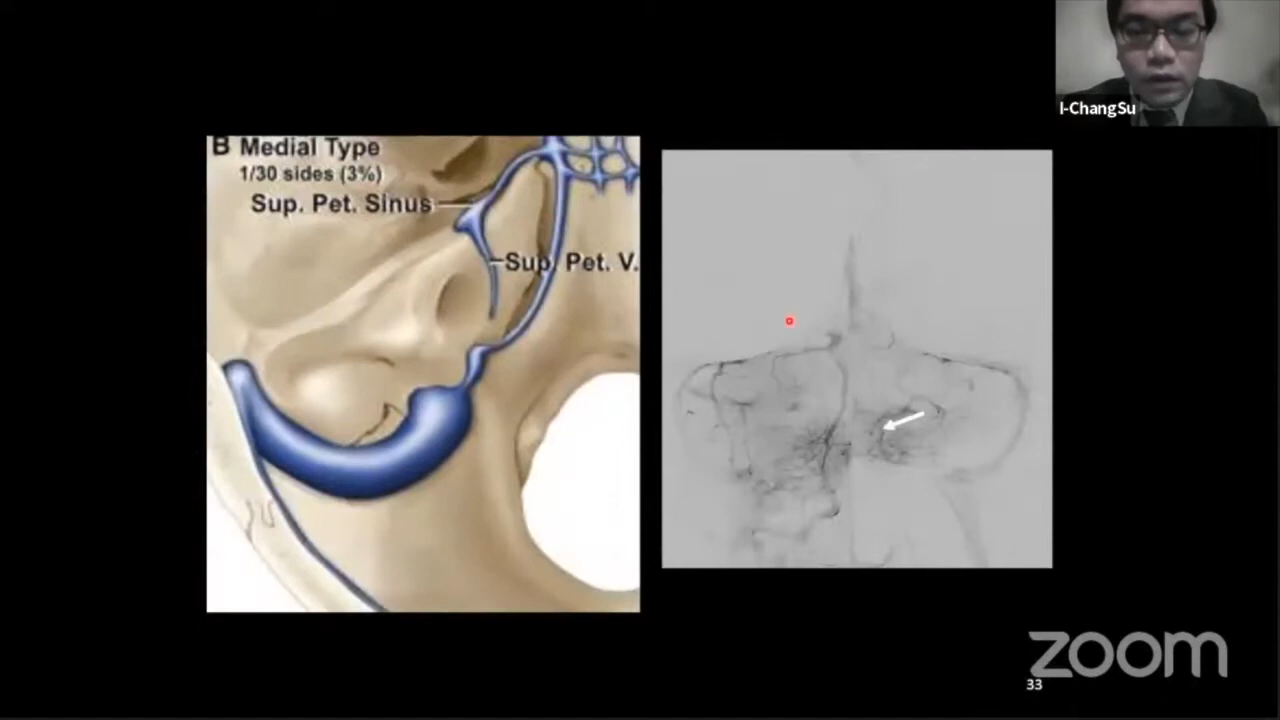 B Medial Type
1/30 sides (3%)
Sup. Pet. Sinus
Sup. Pet. V.
I-ChangSu
zoom
33